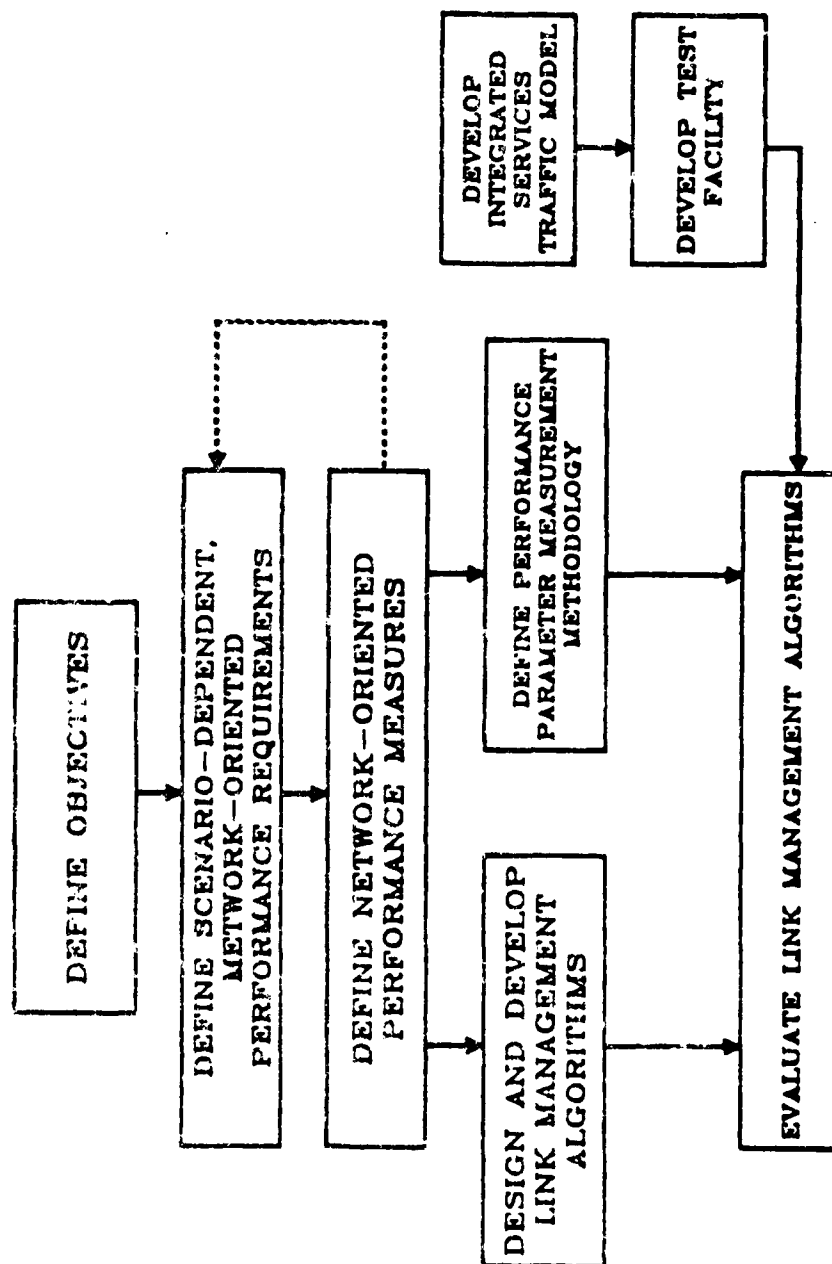 DEFINE OBJECTIVES
DEFINE SCENARIO-DEPENDENT,
METWORK-ORIENTED
PERFORMANCE REQUIREMENTS
DEFINE NETWORK-ORIENTED
PERFORMANCE MEASURES
DESIGN AND DEVELOP
LINK MANAGEMENT
ALGORITHMS
DEFINE PERFORMANCE
PARAMETER MEASUREMENT
METHODOLOGY
DEVELOP
INTEGRATED
SERVICES
TRAFFIC MODEL
DEVELOP TEST
FACILITY
EVALUATE LINK MANAGEMENT ALGORITHMS